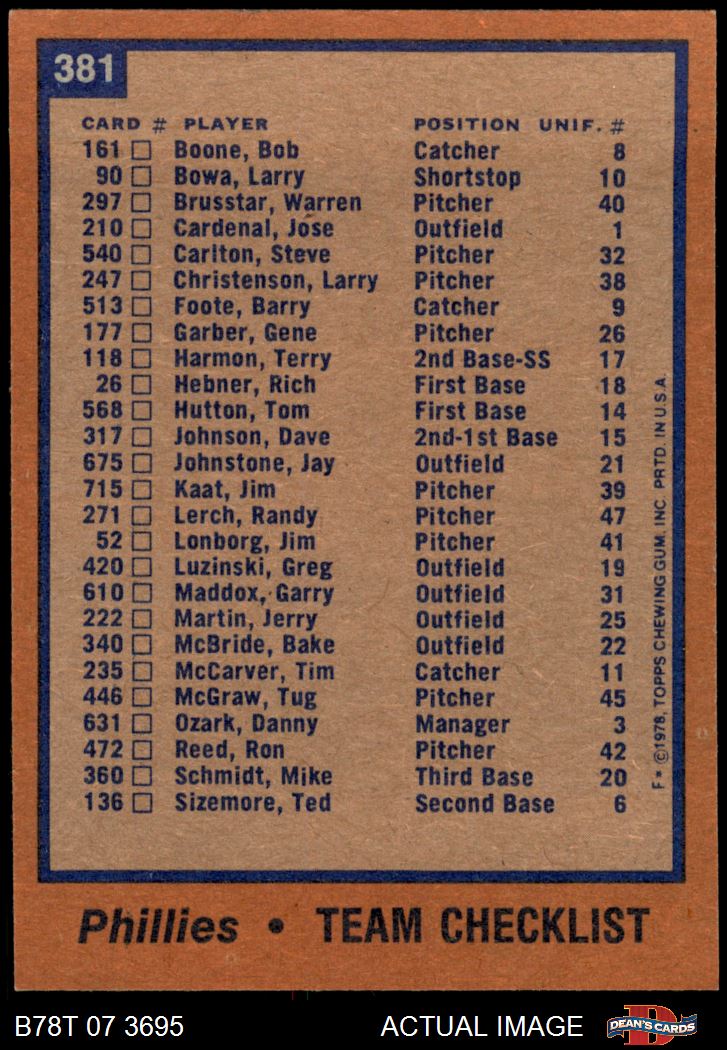 381
CARD # PLAYER POSITION UNIF. #
161 Boone, Bob Catcher 8
90 Bowa, Larry Shortstop 10
297 Brusstar, Warren Pitcher 40
210 Cardenal, Jose Outfield 1
540 Carlton, Steve Pitcher 32
247 Christenson, Larry Pitcher 38
513 Foote, Barry Catcher 9
177 Garber, Gene Pitcher 26
118 Harmon, Terry 2nd Base-SS 17
26 Hebner, Rich First Base 18
568 Hutton, Tom First Base 14
317 Johnson, Dave 2nd-1st Base 15
675 Johnstone, Jay Outfield 21
715 Kaat, Jim Pitcher 39
271 Lerch, Randy Pitcher 47
52 Lonborg, Jim Pitcher 41
420 Luzinski, Greg Outfield 19
610 Maddox, Garry Outfield 31
222 Martin, Jerry Outfield 25
340 McBride, Bake Outfield 22
235 McCarver, Tim Catcher 11
446 McGraw, Tug Pitcher 45
631 Ozark, Danny Manager 3
472 Reed, Ron Pitcher 42
360 Schmidt, Mike Third Base 20
136 Sizemore, Ted Second Base 6
F* ©1978, TOPPS CHEWING GUM, INC. PRTD. IN U.S.A.
Phillies • TEAM CHECKLIST
B78T 07 3695 ACTUAL IMAGE D DEAN'S CARDS